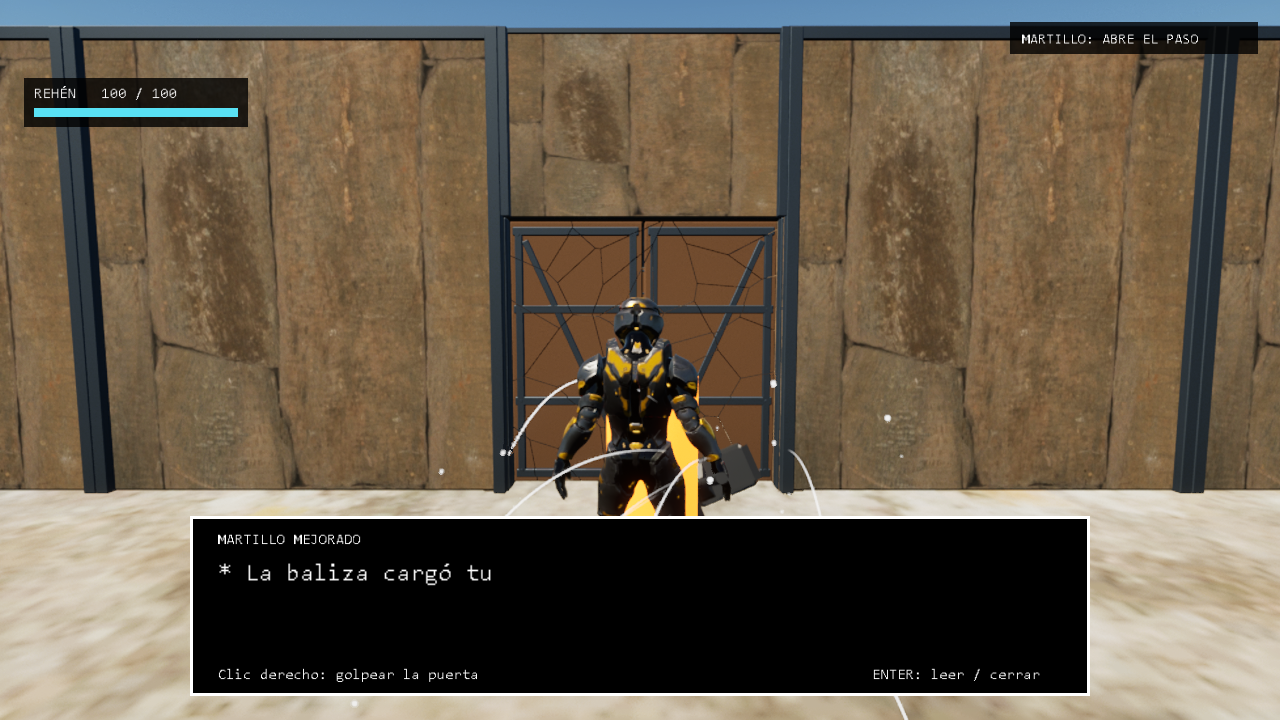 MARTILLO: ABRE EL PASO
REHÉN 100 / 100
MARTILLO MEJORADO
* La baliza cargó tu
Clic derecho: golpear la puerta
ENTER: leer / cerrar